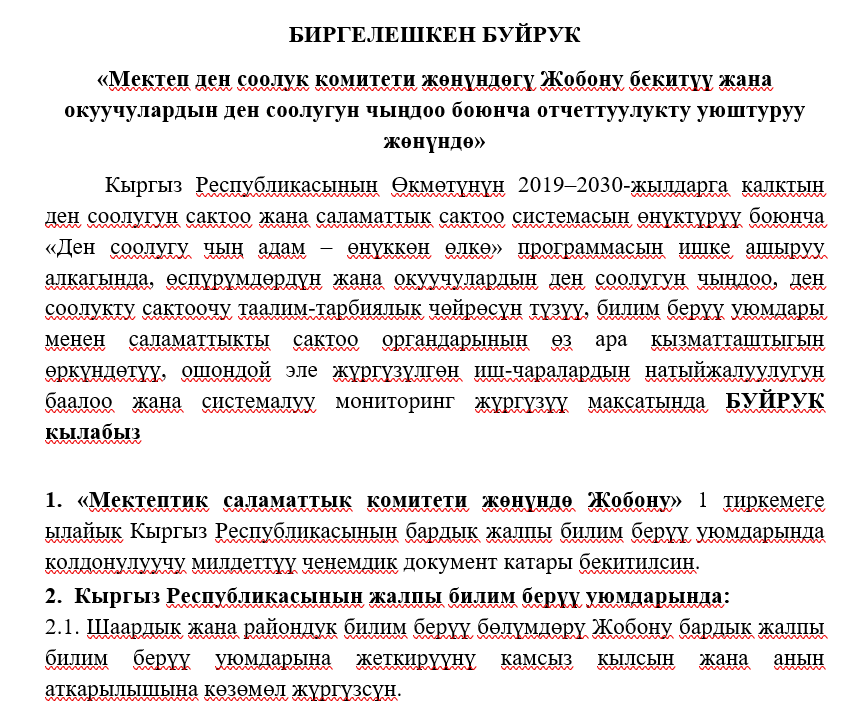 БИРГЕЛЕШКЕН БУЙРУК
«Мектеп ден соолук комитети жөнүндөгү Жобону бекитүү жана
окуучулардын ден соолугун чыңдоо боюнча отчеттуулукту уюштуруу
жөнүндө»
Кыргыз Республикасынын Өкмөтүнүн 2019–2030-жылдарга калктын
ден соолугун сактоо жана саламаттык сактоо системасын өнүктүрүү боюнча
«Ден соолугу чың адам – өнүккөн өлкө» программасын ишке ашыруу
алкагында, өспүрүмдөрдүн жана окуучулардын ден соолугун чыңдоо, ден
соолукту сактоочу таалим-тарбиялык чөйрөсүн түзүү, билим берүү уюмдары
менен саламаттыкты сактоо органдарынын өз ара кызматташтыгын
өркүндөтүү, ошондой эле жүргүзүлгөн иш-чаралардын натыйжалуулугун
баалоо жана системалуу мониторинг жүргүзүү максатында БУЙРУК
кылабыз
1. «Мектептик саламаттык комитети жөнүндө Жобону» 1 тиркемеге
ылайык Кыргыз Республикасынын бардык жалпы билим берүү уюмдарында
колдонулуучу милдеттүү ченемдик документ катары бекитилсин.
2. Кыргыз Республикасынын жалпы билим берүү уюмдарында:
2.1. Шаардык жана райондук билим берүү бөлүмдөрү Жобону бардык жалпы
билим берүү уюмдарына жеткирүүнү камсыз кылсын жана анын
аткарылышына көзөмөл жүргүзсүн.